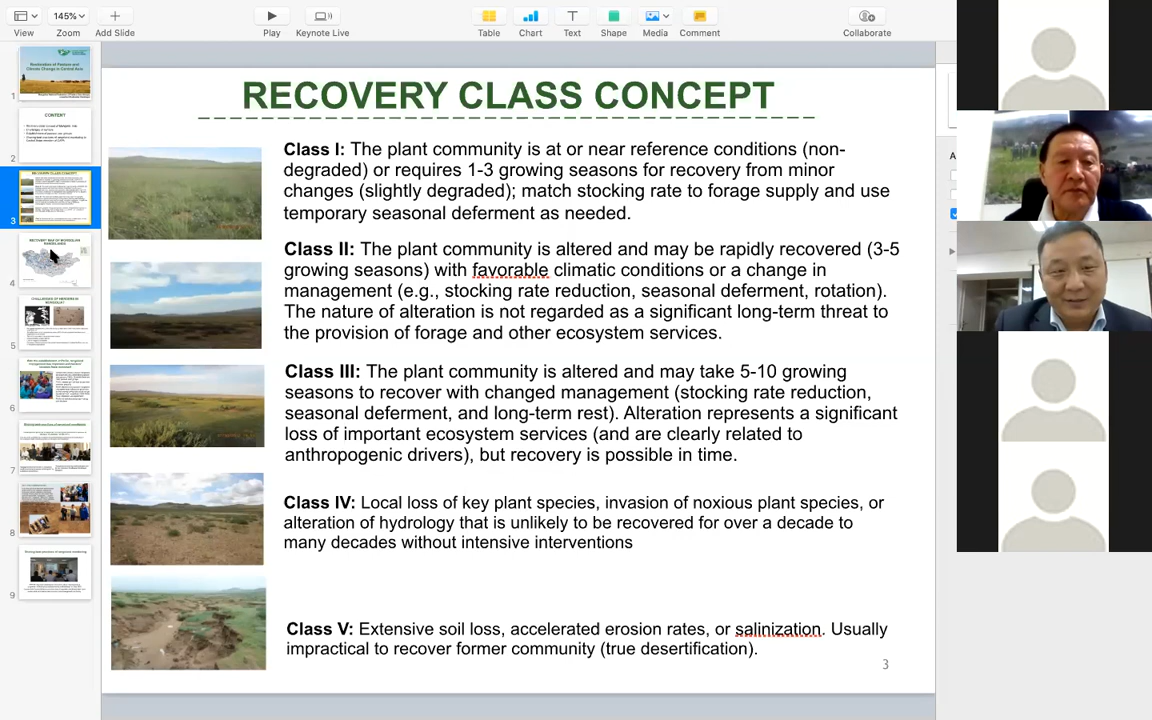 145%
View
Zoom
Add Slide
Play
Keynote Live
Table
Chart
Text
Shape
Media
Comment
Collaborate
1
CONTENT
2
RECOVERY CLASS CONCEPT
3
4
5
6
7
8
9
RECOVERY CLASS CONCEPT
Class I: The plant community is at or near reference conditions (non-
degraded) or requires 1-3 growing seasons for recovery from minor
changes (slightly degraded); match stocking rate to forage supply and use
temporary seasonal deferment as needed.
Class II: The plant community is altered and may be rapidly recovered (3-5
growing seasons) with favorable climatic conditions or a change in
management (e.g., stocking rate reduction, seasonal deferment, rotation).
The nature of alteration is not regarded as a significant long-term threat to
the provision of forage and other ecosystem services.
Class III: The plant community is altered and may take 5-10 growing
seasons to recover with changed management (stocking rate reduction,
seasonal deferment, and long-term rest). Alteration represents a significant
loss of important ecosystem services (and are clearly related to
anthropogenic drivers), but recovery is possible in time.
Class IV: Local loss of key plant species, invasion of noxious plant species, or
alteration of hydrology that is unlikely to be recovered for over a decade to
many decades without intensive interventions
Class V: Extensive soil loss, accelerated erosion rates, or salinization. Usually
impractical to recover former community (true desertification).
3